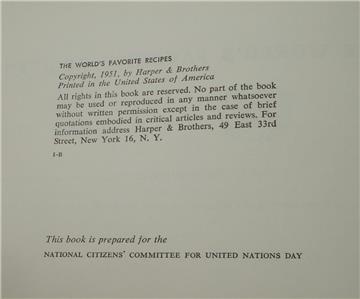 THE WORLD'S FAVORITE RECIPES
Copyright, 1951, by Harper & Brothers
Printed in the United States of America
All rights in this book are reserved. No part of the book
may be used or reproduced in any manner whatsoever
without written permission except in the case of brief
quotations embodied in critical articles and reviews. For
information address Harper & Brothers, 49 East 33rd
Street, New York 16, N. Y.
I-B
This book is prepared for the
NATIONAL CITIZENS' COMMITTEE FOR UNITED NATIONS DAY